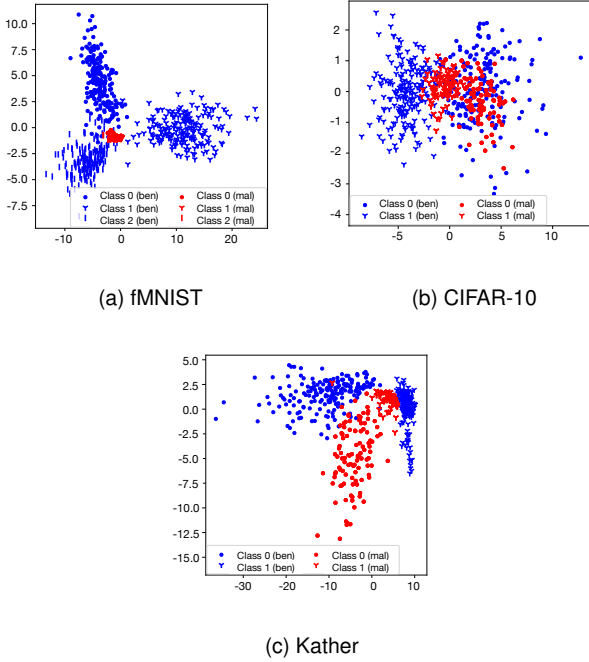 10.0
7.5
5.0
2.5
0.0
-2.5
-5.0
-7.5
Class 0 (ben) Class 0 (mal)
Class 1 (ben) Class 1 (mal)
Class 2 (ben) Class 2 (mal)
-10 0 10 20
(a) fMNIST
2
1
0
-1
-2
-3
-4
Class 0 (ben) Class 0 (mal)
Class 1 (ben) Class 1 (mal)
-5 0 5 10
(b) CIFAR-10
5.0
2.5
0.0
-2.5
-5.0
-7.5
-10.0
-12.5
-15.0
Class 0 (ben) Class 0 (mal)
Class 1 (ben) Class 1 (mal)
-30 -20 -10 0 10
(c) Kather